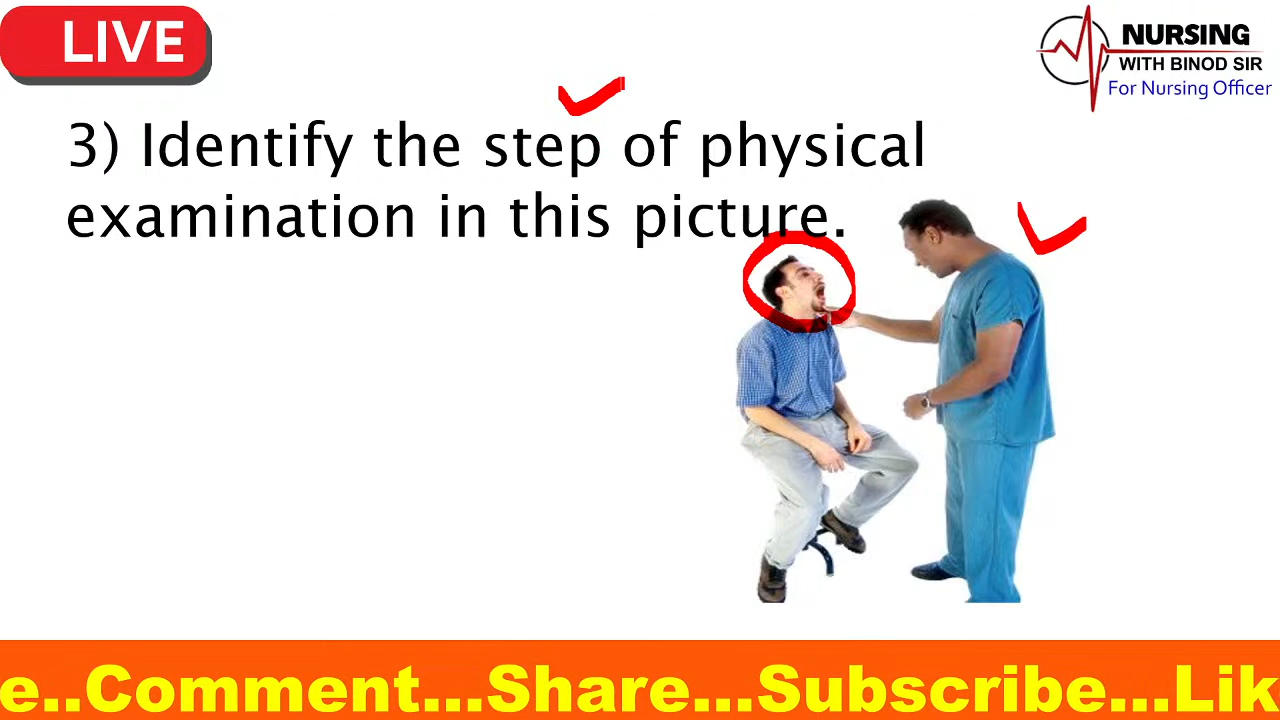 LIVE
NURSING
WITH BINOD SIR
For Nursing Officer
3) Identify the step of physical
examination in this picture.
e..Comment...Share...Subscribe...Lik